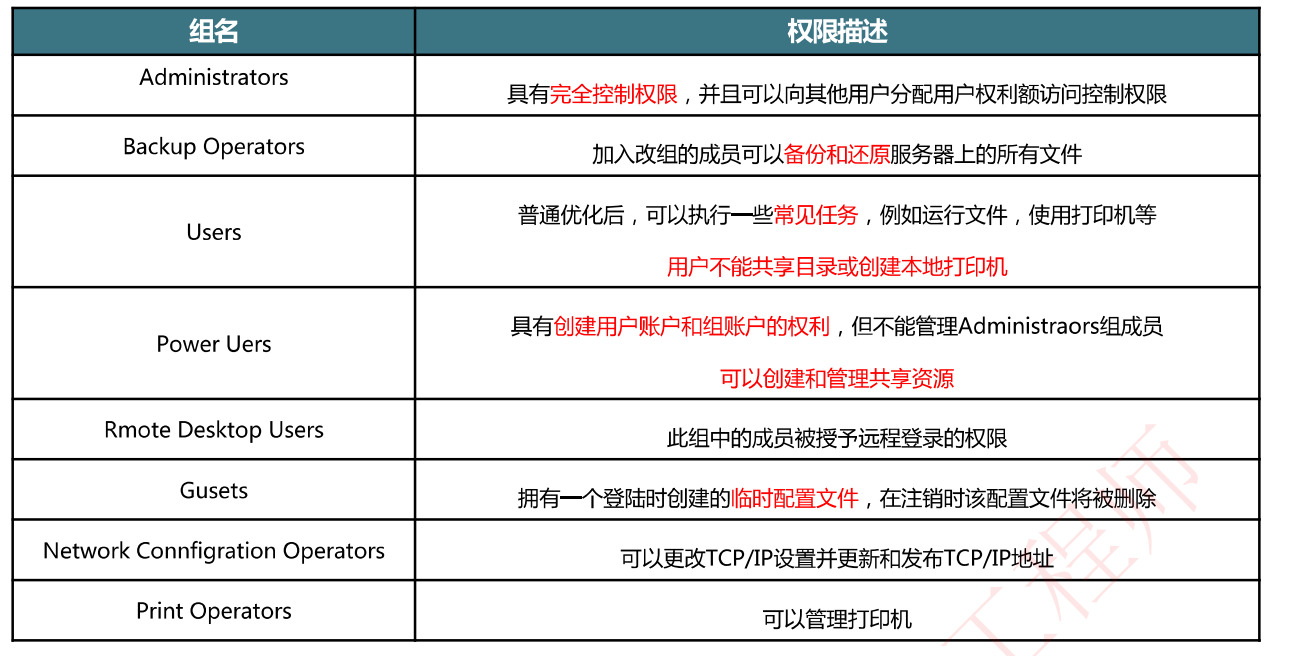 组名 权限描述
Administrators
具有完全控制权限，并且可以向其他用户分配用户权利额访问控制权限
Backup Operators
加入改组的成员可以备份和还原服务器上的所有文件
Users
普通优化后，可以执行一些常见任务，例如运行文件，使用打印机等
用户不能共享目录或创建本地打印机
Power Uers
具有创建用户账户和组账户的权利，但不能管理Administraors组成员
可以创建和管理共享资源
Rmote Desktop Users
此组中的成员被授予远程登录的权限
Gusets
拥有一个登陆时创建的临时配置文件，在注销时该配置文件将被删除
Network Connfigration Operators
可以更改TCP/IP设置并更新和发布TCP/IP地址
Print Operators
可以管理打印机
工程师